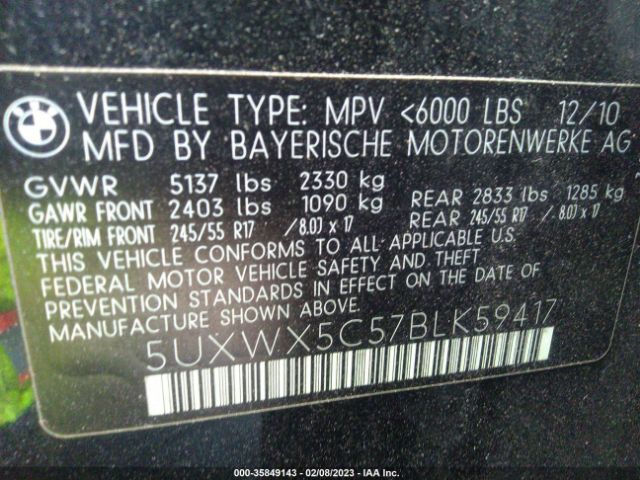 BMW
VEHICLE TYPE: MPV <6000 LBS 12/10
MFD BY BAYERISCHE MOTORENWERKE AG
GVWR 5137 lbs 2330 kg
GAWR FRONT 2403 lbs 1090 kg REAR 2833 lbs 1285 kg
TIRE/RIM FRONT 245/55 R17 / 8.0J x 17 REAR 245/55 R17 / 8.0J x 17
THIS VEHICLE CONFORMS TO ALL APPLICABLE U.S.
FEDERAL MOTOR VEHICLE SAFETY AND THEFT
PREVENTION STANDARDS IN EFFECT ON THE DATE OF
MANUFACTURE SHOWN ABOVE.
5UXWX5C57BLK59417
000-35849143 - 02/08/2023 - IAA Inc.